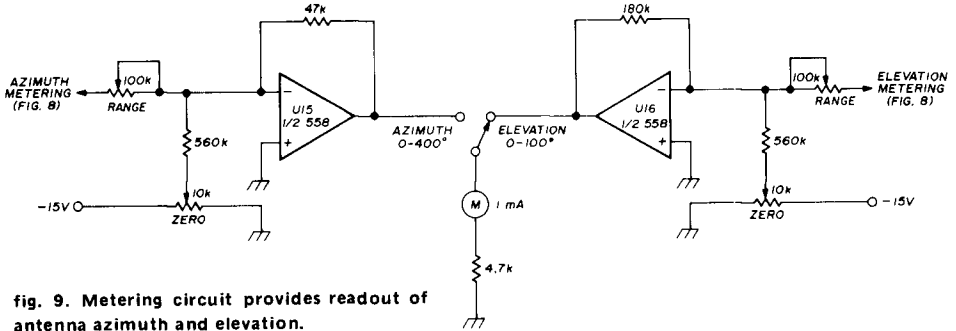 47k
180k
AZIMUTH
METERING
(FIG. 8)
100k
RANGE
560k
-15V
10k
ZERO
-
+
U15
1/2 558
AZIMUTH
0-400°
ELEVATION
0-100°
M
1 mA
4.7k
U16
1/2 558
-
+
100k
RANGE
ELEVATION
METERING
(FIG. 8)
560k
10k
ZERO
-15V
fig. 9. Metering circuit provides readout of
antenna azimuth and elevation.